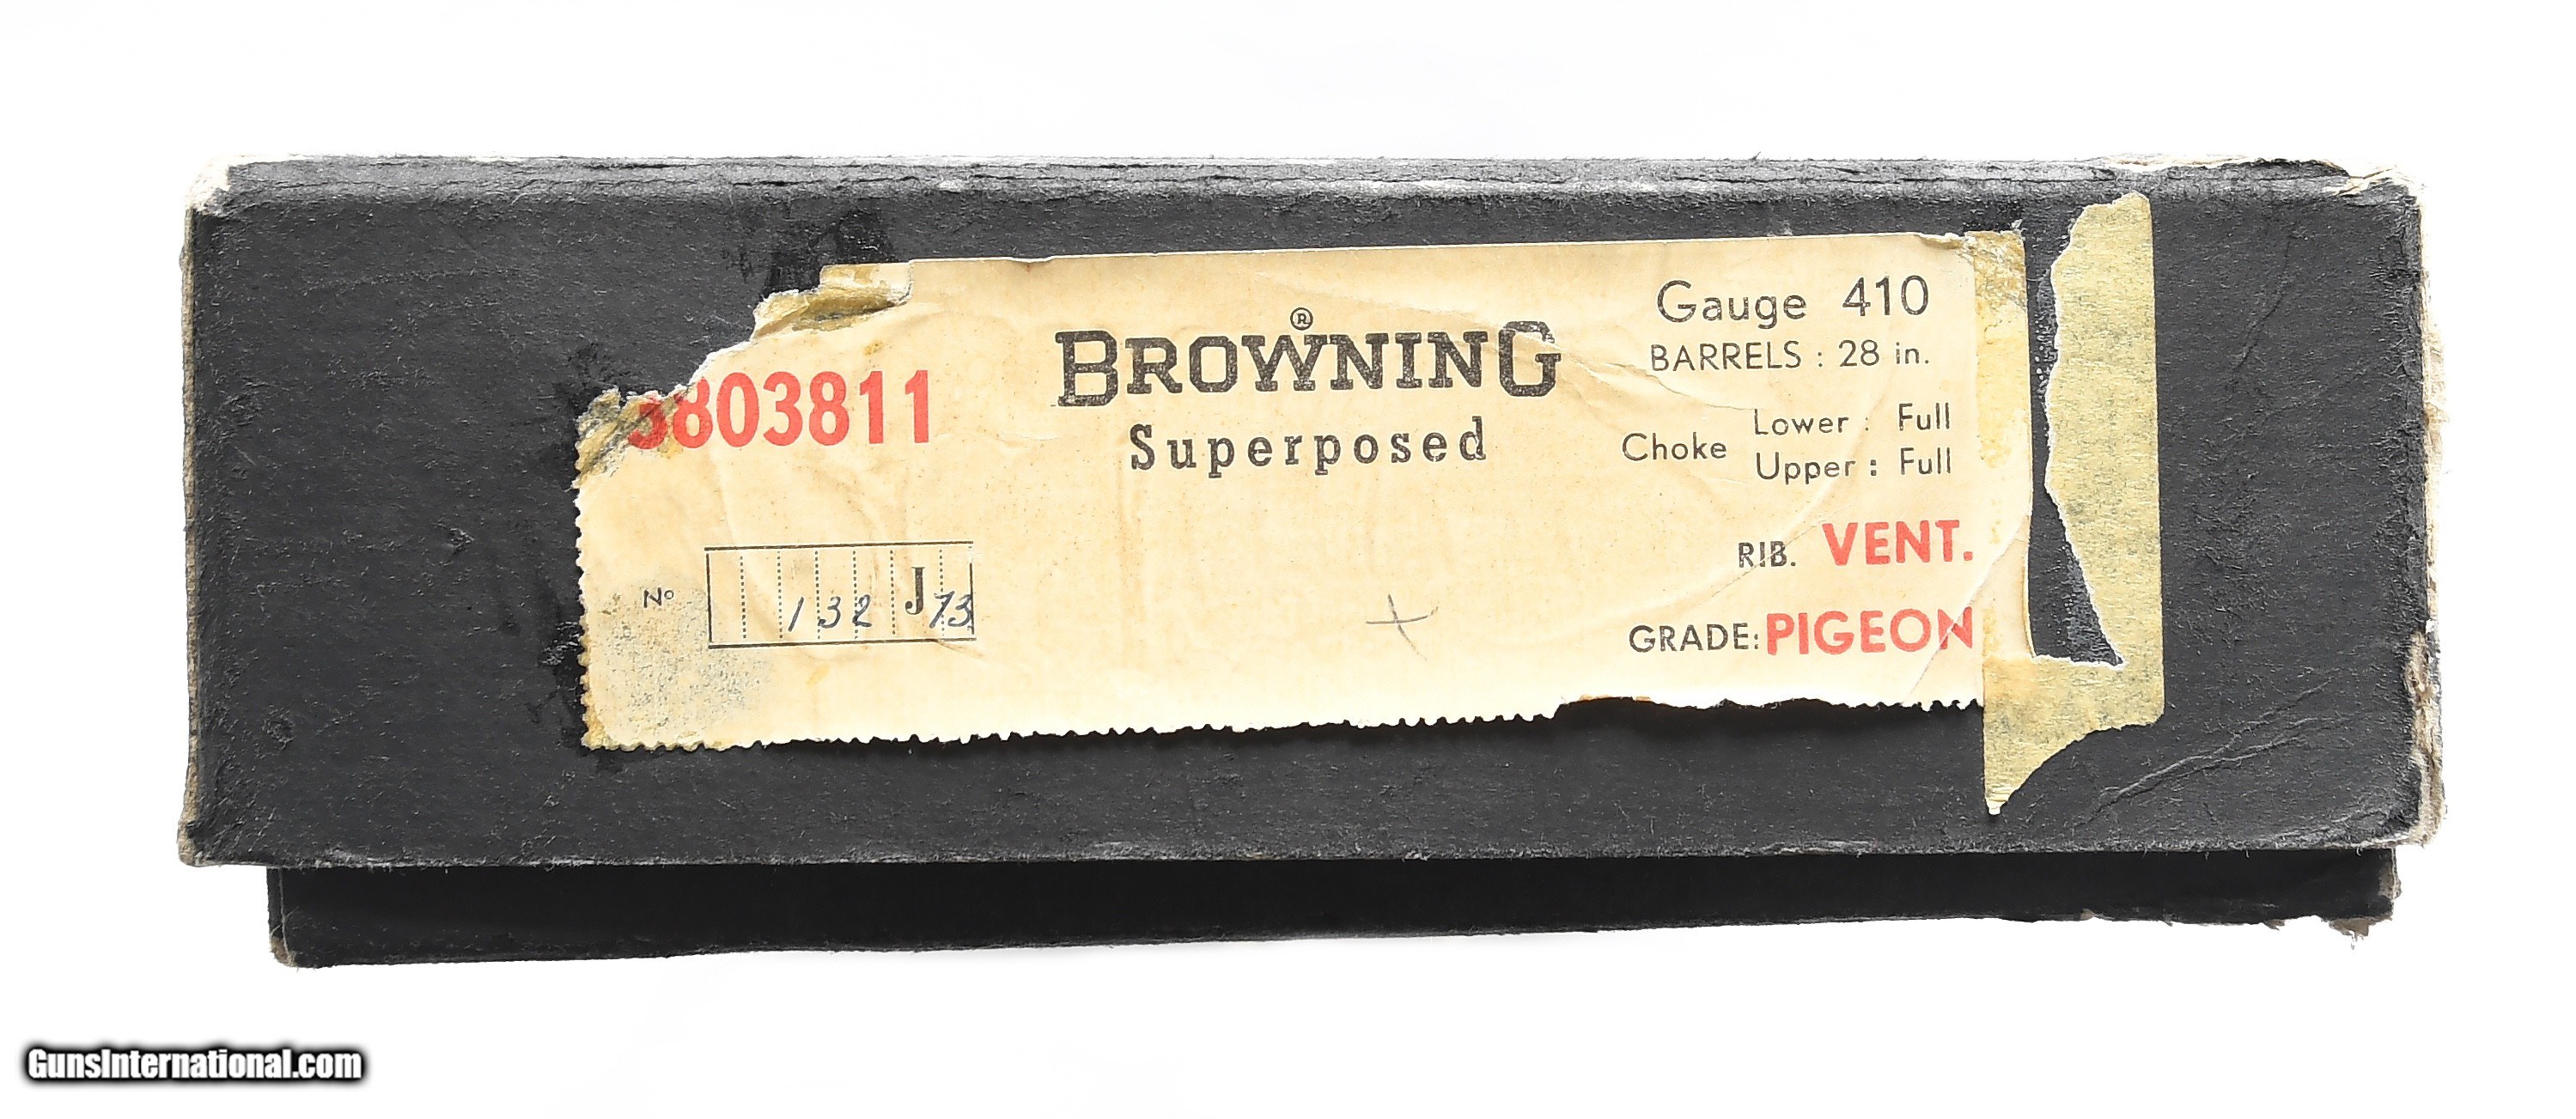 3803811
Nº 132 J 73
BROWNING®
Superposed
Gauge 410
BARRELS : 28 in.
Choke Lower : Full
Upper : Full
RIB. VENT.
GRADE: PIGEON
GunsInternational.com